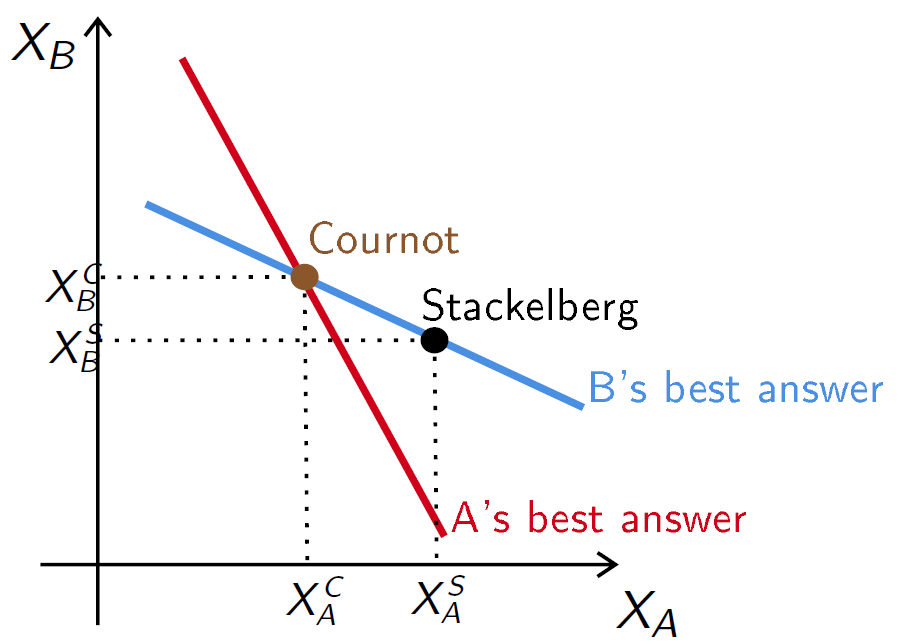 X_B
Cournot
X_B^C
Stackelberg
X_B^S
B's best answer
A's best answer
X_A^C
X_A^S
X_A